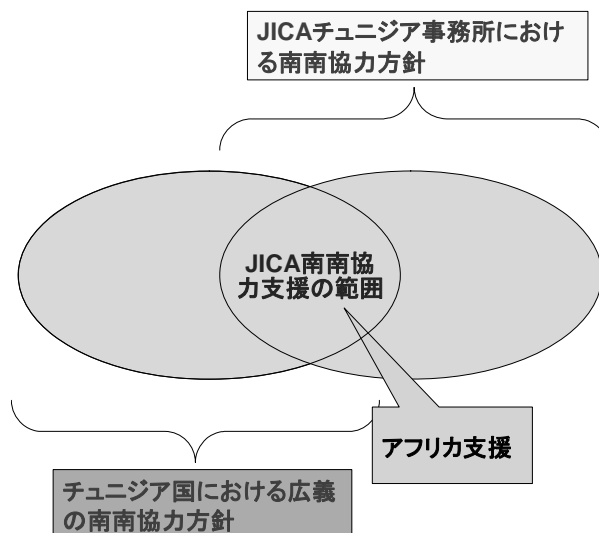 JICAチュニジア事務所におけ
る南南協力方針
JICA南南協
力支援の範囲
アフリカ支援
チュニジア国における広義
の南南協力方針